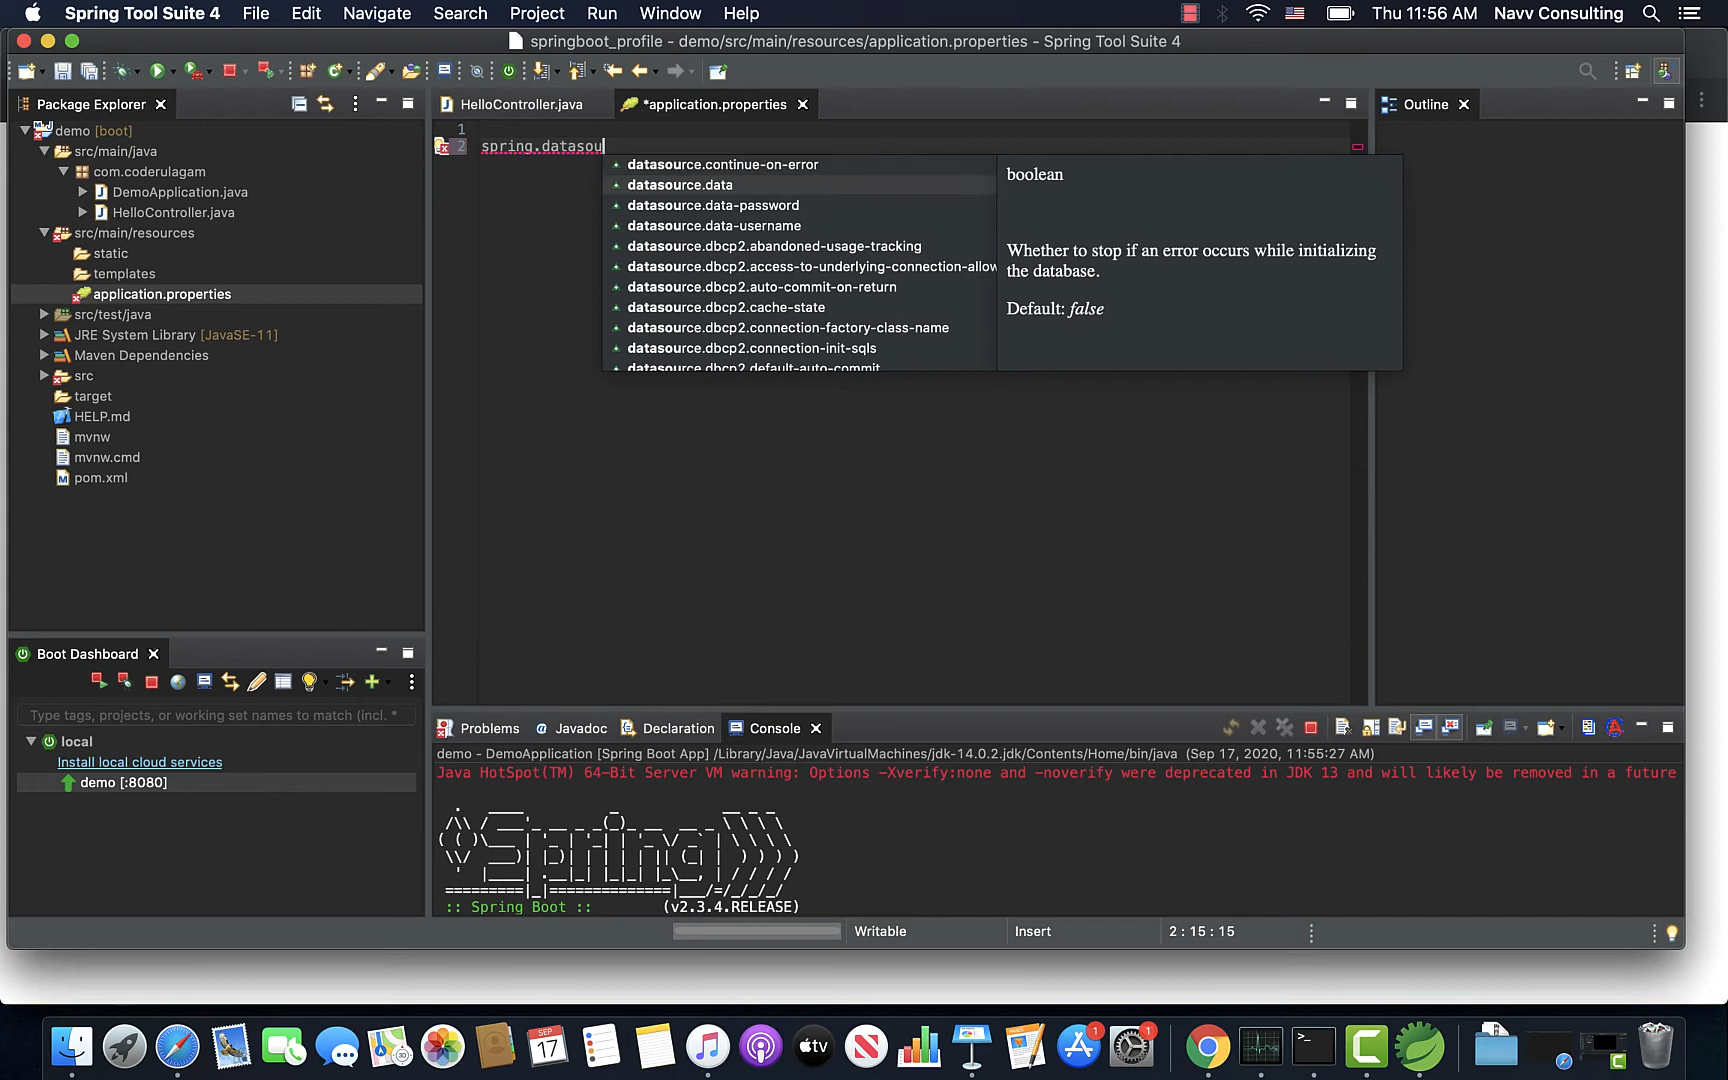 Spring Tool Suite 4 File Edit Navigate Search Project Run Window Help Thu 11:56 AM Navv Consulting
springboot_profile - demo/src/main/resources/application.properties - Spring Tool Suite 4
Package Explorer
HelloController.java
*application.properties
Outline
demo [boot]
src/main/java
com.coderulagam
DemoApplication.java
HelloController.java
src/main/resources
static
templates
application.properties
src/test/java
JRE System Library [JavaSE-11]
Maven Dependencies
src
target
HELP.md
mvnw
mvnw.cmd
pom.xml
1
2 spring.datasou
datasource.continue-on-error
datasource.data
datasource.data-password
datasource.data-username
datasource.dbcp2.abandoned-usage-tracking
datasource.dbcp2.access-to-underlying-connection-allow
datasource.dbcp2.auto-commit-on-return
datasource.dbcp2.cache-state
datasource.dbcp2.connection-factory-class-name
datasource.dbcp2.connection-init-sqls
datasource.dbcp2.default-auto-commit
boolean
Whether to stop if an error occurs while initializing
the database.
Default: false
Boot Dashboard
Type tags, projects, or working set names to match (incl. *
local
Install local cloud services
demo [:8080]
Problems @ Javadoc Declaration Console
demo - DemoApplication [Spring Boot App] /Library/Java/JavaVirtualMachines/jdk-14.0.2.jdk/Contents/Home/bin/java (Sep 17, 2020, 11:55:27 AM)
Java HotSpot(TM) 64-Bit Server VM warning: Options -Xverify:none and -noverify were deprecated in JDK 13 and will likely be removed in a future
Spring
:: Spring Boot :: (v2.3.4.RELEASE)
Writable Insert 2 : 15 : 15
SEP
17
tv
1
1